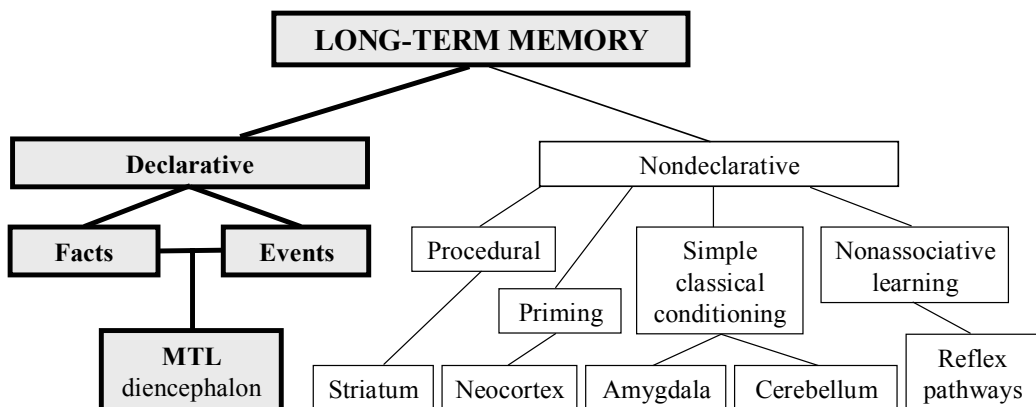 LONG-TERM MEMORY
Declarative
Nondeclarative
Facts
Events
Procedural
Simple
classical
conditioning
Nonassociative
learning
Priming
MTL
diencephalon
Striatum
Neocortex
Amygdala
Cerebellum
Reflex
pathways